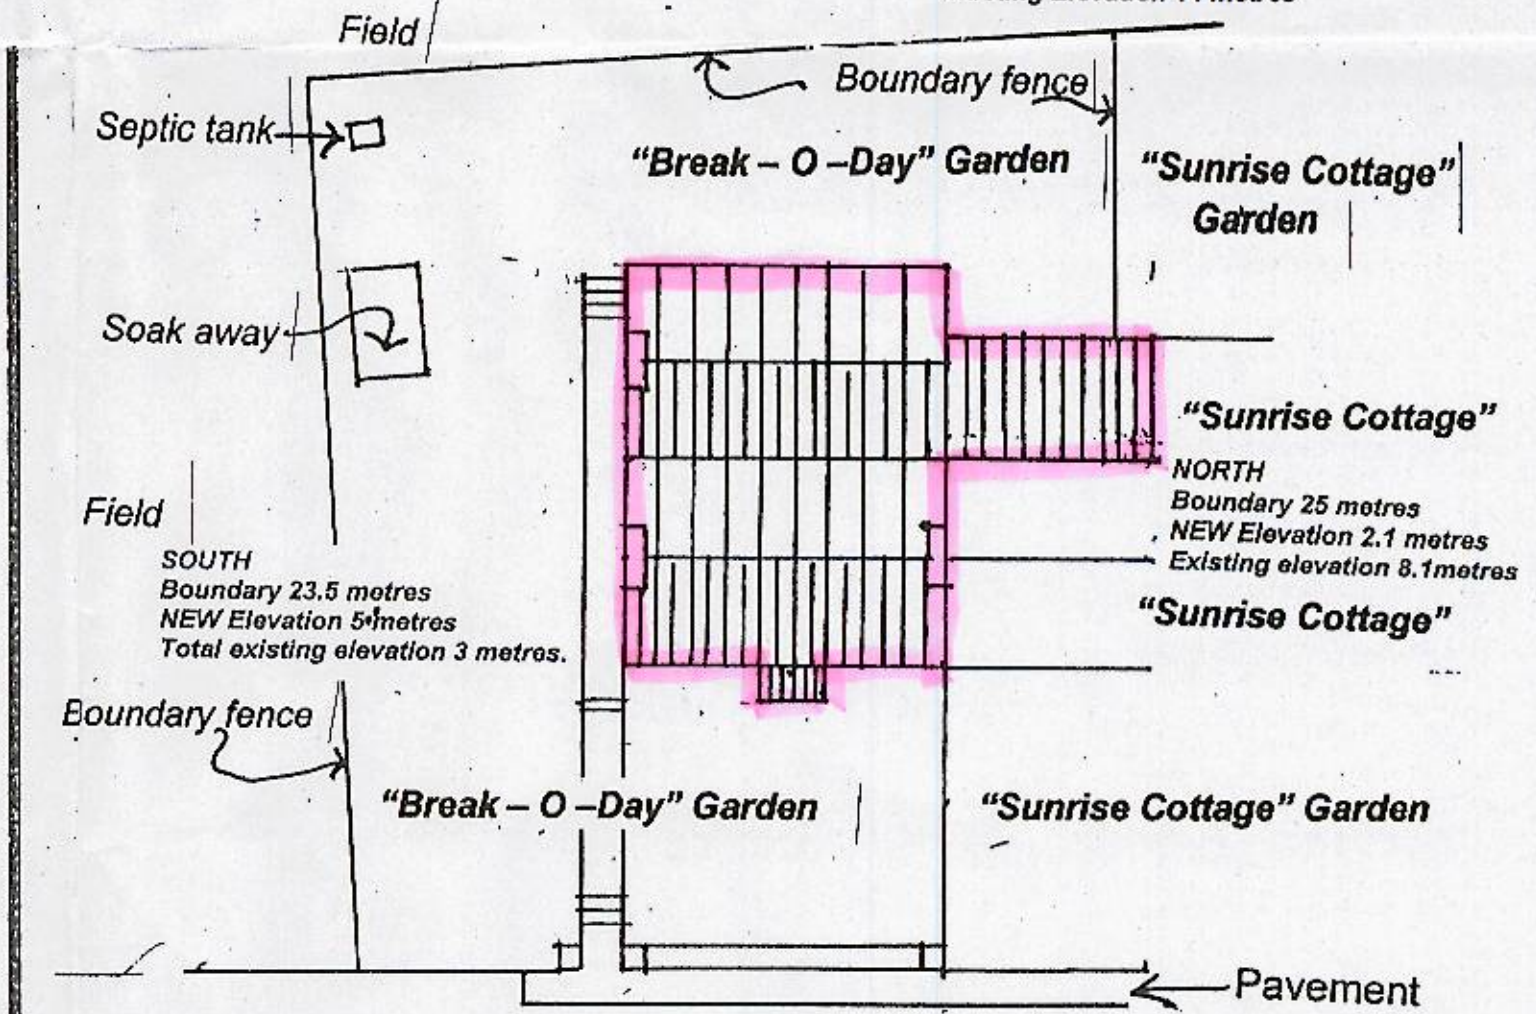 Field
Boundary fence
Septic tank
"Break – O –Day" Garden
"Sunrise Cottage"
Garden
Soak away
"Sunrise Cottage"
NORTH
Boundary 25 metres
NEW Elevation 2.1 metres
Existing elevation 8.1metres
Field
SOUTH
Boundary 23.5 metres
NEW Elevation 5 metres
Total existing elevation 3 metres.
"Sunrise Cottage"
Boundary fence
"Break – O –Day" Garden
"Sunrise Cottage" Garden
Pavement